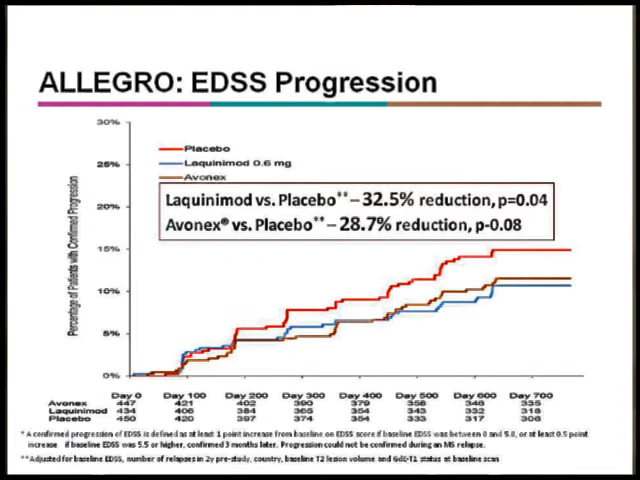 ALLEGRO: EDSS Progression
30%
Placebo
25%
Laquinimod 0.6 mg
Avonex
Laquinimod vs. Placebo** – 32.5% reduction, p=0.04
20%
Avonex® vs. Placebo** – 28.7% reduction, p-0.08
15%
10%
5%
0%
Percentage of Patients with Confirmed Progression
Day 0 Day 100 Day 200 Day 300 Day 400 Day 500 Day 600 Day 700
Avonex 447 421 402 390 379 358 346 335
Laquinimod 434 406 384 365 354 343 332 318
Placebo 450 420 397 374 354 333 317 306
* A confirmed progression of EDSS is defined as at least 1 point increase from baseline on EDSS score if baseline EDSS was between 0 and 5.0, or at least 0.5 point
increase if baseline EDSS was 5.5 or higher, confirmed 3 months later. Progression could not be confirmed during an MS relapse.
**Adjusted for baseline EDSS, number of relapses in 2y pre-study, country, baseline T2 lesion volume and GdE-T1 status at baseline scan